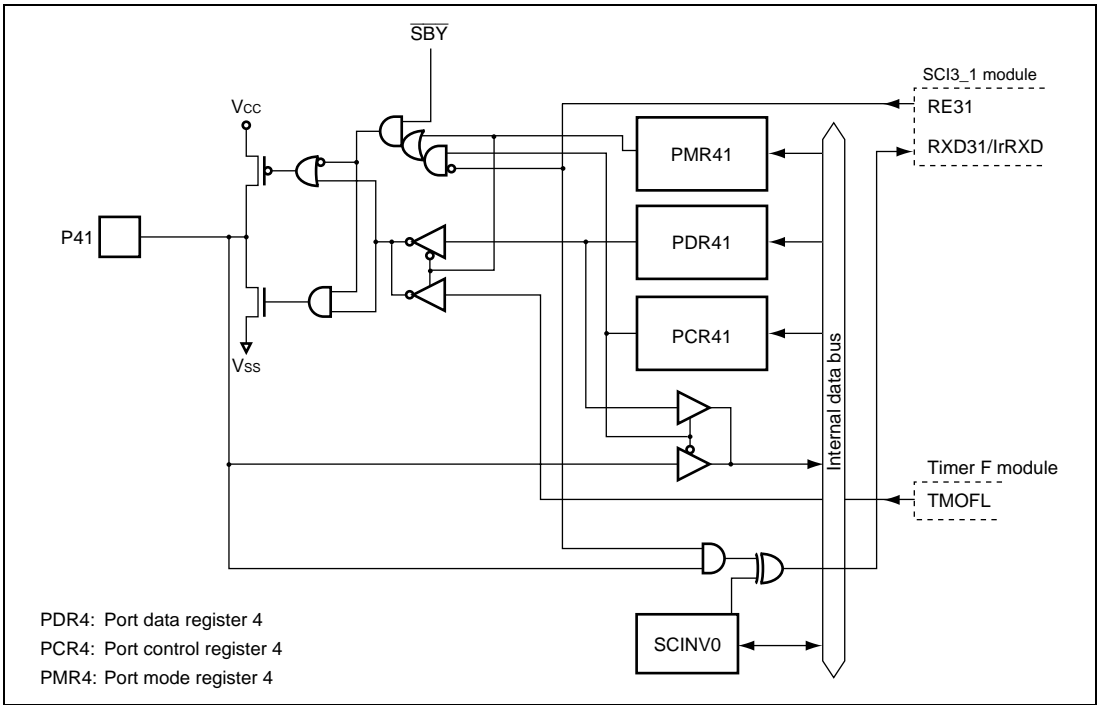 SBY
SCI3_1 module
VCC
RE31
PMR41
RXD31/IrRXD
P41
PDR41
PCR41
VSS
Internal data bus
Timer F module
TMOFL
SCINV0
PDR4: Port data register 4
PCR4: Port control register 4
PMR4: Port mode register 4